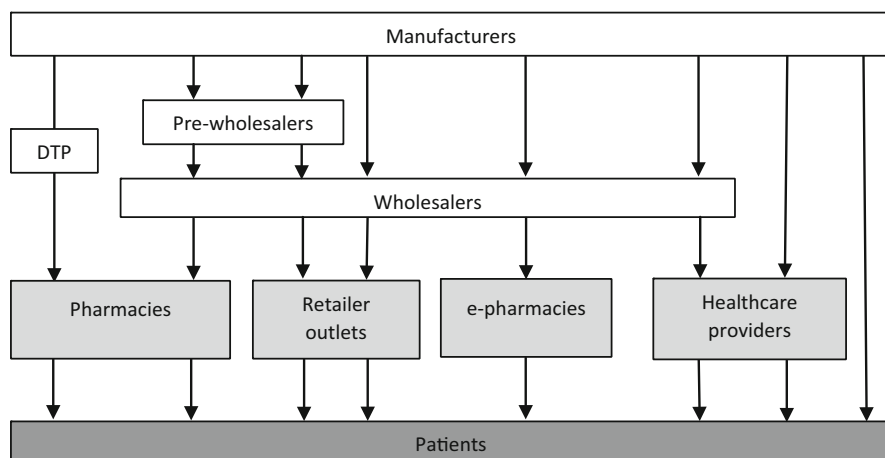 Manufacturers
Pre-wholesalers
DTP
Wholesalers
Pharmacies
Retailer
outlets
e-pharmacies
Healthcare
providers
Patients